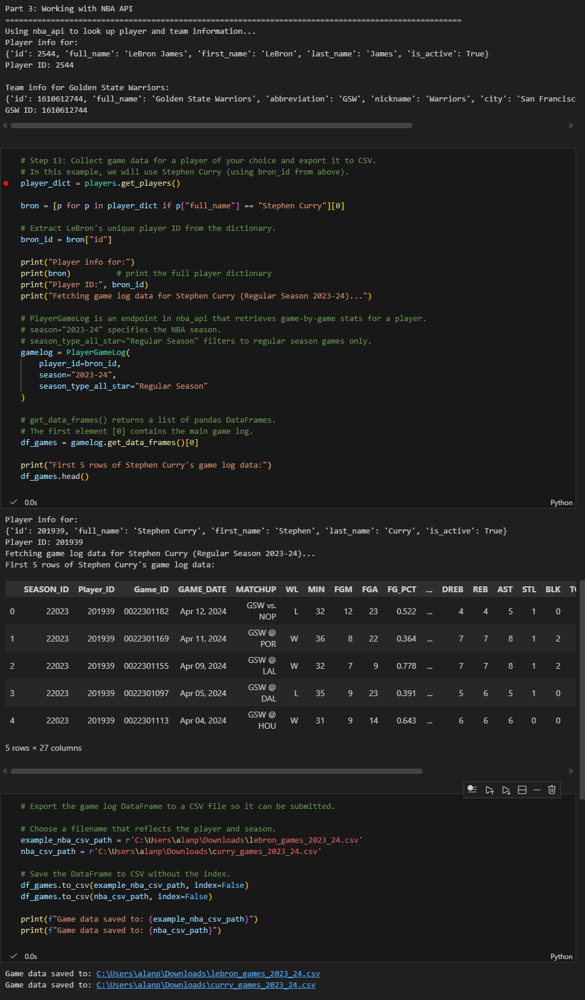 Part 3: Working with NBA API
====================================================================================================
Using nba_api to look up player and team information...
Player info for:
{'id': 2544, 'full_name': 'LeBron James', 'first_name': 'LeBron', 'last_name': 'James', 'is_active': True}
Player ID: 2544
Team info for Golden State Warriors:
{'id': 1610612744, 'full_name': 'Golden State Warriors', 'abbreviation': 'GSW', 'nickname': 'Warriors', 'city': 'San Francisc
GSW ID: 1610612744
# Step 13: Collect game data for a player of your choice and export it to CSV.
# In this example, we will use Stephen Curry (using bron_id from above).
player_dict = players.get_players()
bron = [p for p in player_dict if p["full_name"] == "Stephen Curry"][0]
# Extract LeBron's unique player ID from the dictionary.
bron_id = bron["id"]
print("Player info for:")
print(bron)          # print the full player dictionary
print("Player ID:", bron_id)
print("Fetching game log data for Stephen Curry (Regular Season 2023-24)...")
# PlayerGameLog is an endpoint in nba_api that retrieves game-by-game stats for a player.
# season="2023-24" specifies the NBA season.
# season_type_all_star="Regular Season" filters to regular season games only.
gamelog = PlayerGameLog(
    player_id=bron_id,
    season="2023-24",
    season_type_all_star="Regular Season"
)
# get_data_frames() returns a list of pandas DataFrames.
# The first element [0] contains the main game log.
df_games = gamelog.get_data_frames()[0]
print("First 5 rows of Stephen Curry's game log data:")
df_games.head()
0.0s Python
Player info for:
{'id': 201939, 'full_name': 'Stephen Curry', 'first_name': 'Stephen', 'last_name': 'Curry', 'is_active': True}
Player ID: 201939
Fetching game log data for Stephen Curry (Regular Season 2023-24)...
First 5 rows of Stephen Curry's game log data:
SEASON_ID Player_ID Game_ID GAME_DATE MATCHUP WL MIN FGM FGA FG_PCT ... DREB REB AST STL BLK TO
0 22023 201939 0022301182 Apr 12, 2024 GSW vs. NOP L 32 12 23 0.522 ... 4 4 5 1 0
1 22023 201939 0022301169 Apr 11, 2024 GSW @ POR W 36 8 22 0.364 ... 7 7 8 1 2
2 22023 201939 0022301155 Apr 09, 2024 GSW @ LAL W 32 7 9 0.778 ... 7 7 8 1 2
3 22023 201939 0022301097 Apr 05, 2024 GSW @ DAL L 35 9 23 0.391 ... 5 6 5 1 0
4 22023 201939 0022301113 Apr 04, 2024 GSW @ HOU W 31 9 14 0.643 ... 6 6 6 0 0
5 rows × 27 columns
# Export the game log DataFrame to a CSV file so it can be submitted.
# Choose a filename that reflects the player and season.
example_nba_csv_path = r'C:\Users\alanp\Downloads\lebron_games_2023_24.csv'
nba_csv_path = r'C:\Users\alanp\Downloads\curry_games_2023_24.csv'
# Save the DataFrame to CSV without the index.
df_games.to_csv(example_nba_csv_path, index=False)
df_games.to_csv(nba_csv_path, index=False)
print(f"Game data saved to: {example_nba_csv_path}")
print(f"Game data saved to: {nba_csv_path}")
0.0s Python
Game data saved to: C:\Users\alanp\Downloads\lebron_games_2023_24.csv
Game data saved to: C:\Users\alanp\Downloads\curry_games_2023_24.csv